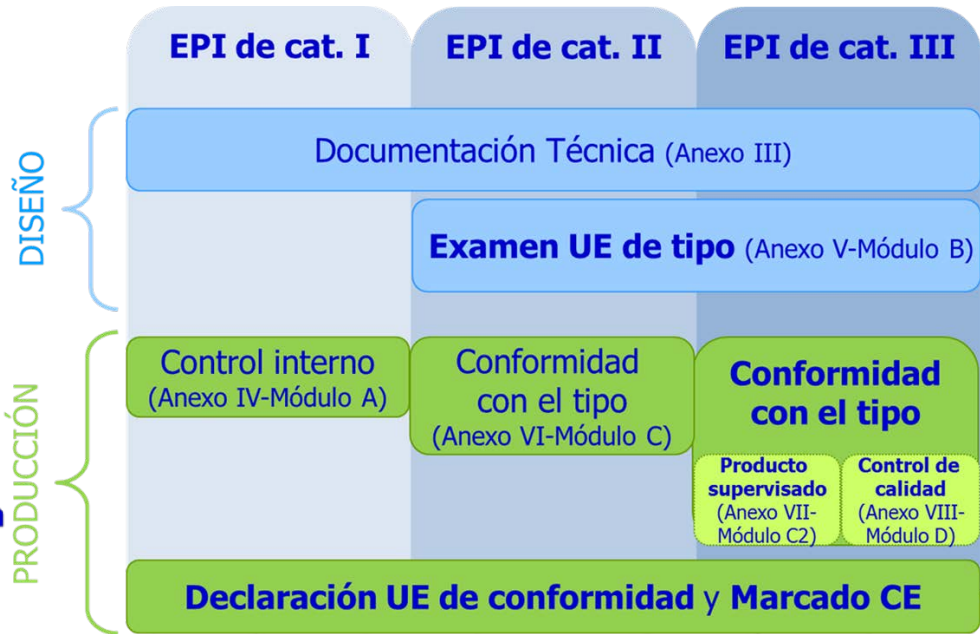 EPI de cat. I
EPI de cat. II
EPI de cat. III
DISEÑO
Documentación Técnica (Anexo III)
Examen UE de tipo (Anexo V-Módulo B)
PRODUCCIÓN
Control interno
(Anexo IV-Módulo A)
Conformidad
con el tipo
(Anexo VI-Módulo C)
Conformidad
con el tipo
Producto
supervisado
(Anexo VII-
Módulo C2)
Control de
calidad
(Anexo VIII-
Módulo D)
Declaración UE de conformidad y Marcado CE